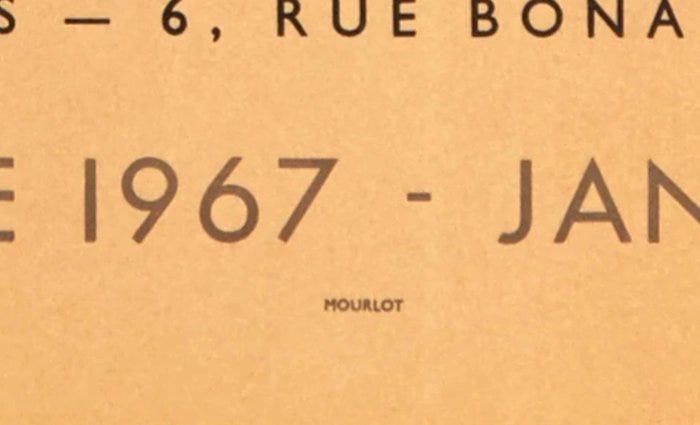 S — 6, RUE BONA
E 1967 - JAN
MOURLOT